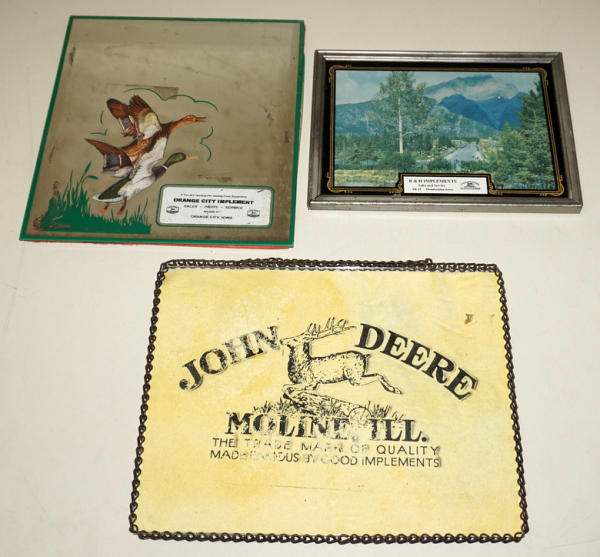 ORANGE CITY IMPLEMENT
SALES - PARTS - SERVICE
ORANGE CITY, IOWA
R & H IMPLEMENTS
Sales and Service
JOHN DEERE
MOLINE, ILL.
THE TRADE MARK OF QUALITY
MADE FAMOUS BY GOOD IMPLEMENTS